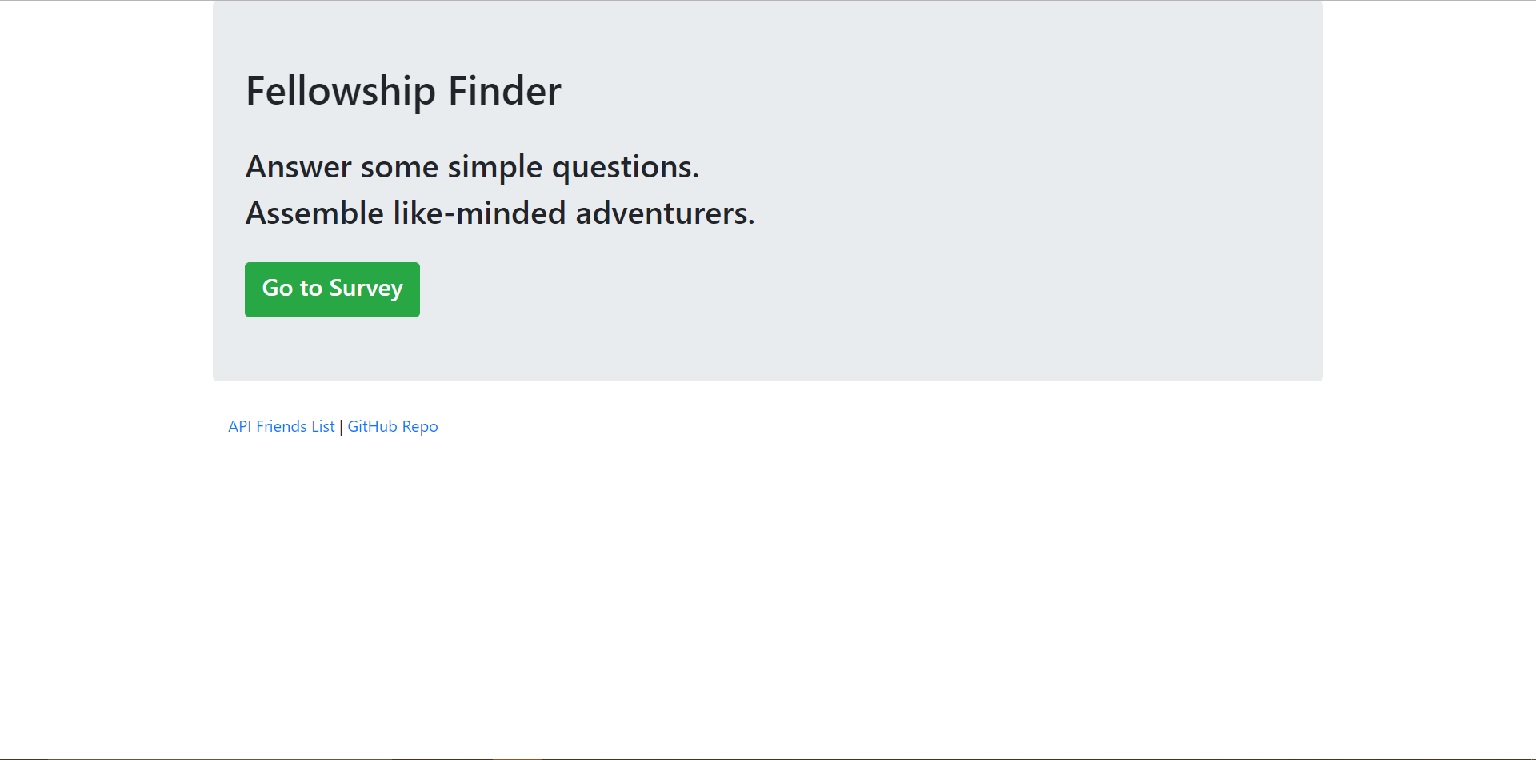 Fellowship Finder
Answer some simple questions.
Assemble like-minded adventurers.
Go to Survey
API Friends List | GitHub Repo